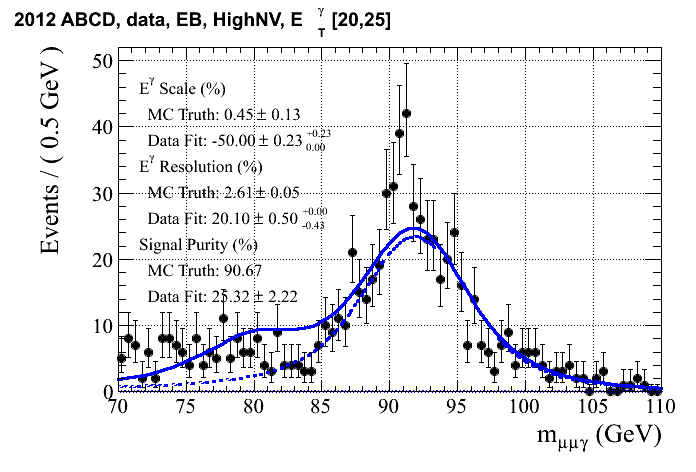 2012 ABCD, data, EB, HighNV, E γ T [20,25]
Events / ( 0.5 GeV )
50
40
30
20
10
0
E^γ Scale (%)
MC Truth: 0.45 ± 0.13
Data Fit: -50.00 ± 0.23 +0.23 0.00
E^γ Resolution (%)
MC Truth: 2.61 ± 0.05
Data Fit: 20.10 ± 0.50 +0.00 -0.43
Signal Purity (%)
MC Truth: 90.67
Data Fit: 25.32 ± 2.22
70 75 80 85 90 95 100 105 110
m_μμγ (GeV)